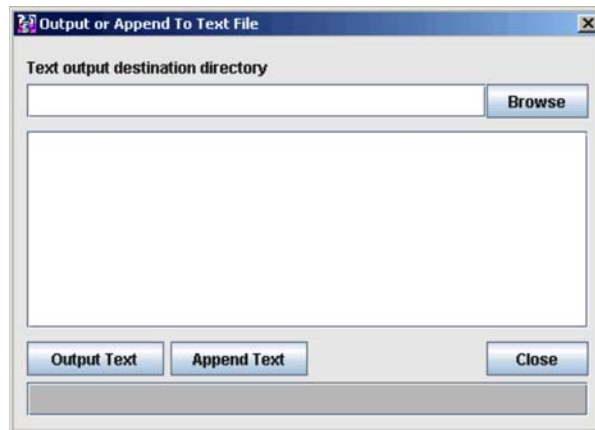 Output or Append To Text File
Text output destination directory
Browse
Output Text
Append Text
Close